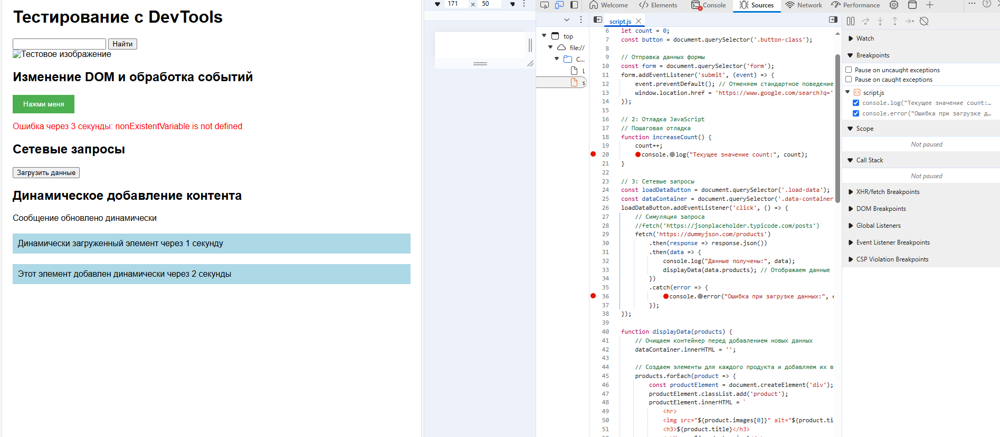 Тестирование с DevTools
Найти
Тестовое изображение
Изменение DOM и обработка событий
Нажми меня
Ошибка через 3 секунды: nonExistentVariable is not defined
Сетевые запросы
Загрузить данные
Динамическое добавление контента
Сообщение обновлено динамически
Динамически загруженный элемент через 1 секунду
Этот элемент добавлен динамически через 2 секунды
171 × 50
Welcome Elements Console Sources Network Performance
top
file://
C...
script.js
6 let count = 0;
7 const button = document.querySelector('.button-class');
8
9 // Отправка данных формы
10 const form = document.querySelector('form');
11 form.addEventListener('submit', (event) => {
12 event.preventDefault(); // Отменяем стандартное поведение
13 window.location.href = 'https://www.google.com/search?q='
14 });
15
16 // 2: Отладка JavaScript
17 // Пошаговая отладка
18 function increaseCount() {
19 count++;
20 console.log("Текущее значение count:", count);
21 }
22
23 // 3: Сетевые запросы
24 const loadDataButton = document.querySelector('.load-data');
25 const dataContainer = document.querySelector('.data-container
26 loadDataButton.addEventListener('click', () => {
27 // Симуляция запроса
28 //fetch('https://jsonplaceholder.typicode.com/posts')
29 fetch('https://dummyjson.com/products')
30 .then(response => response.json())
31 .then(data => {
32 console.log("Данные получены:", data);
33 displayData(data.products); // Отображаем данные
34 })
35 .catch(error => {
36 console.error("Ошибка при загрузке данных:", e
37 });
38 });
39
40 function displayData(products) {
41 // Очищаем контейнер перед добавлением новых данных
42 dataContainer.innerHTML = '';
43
44 // Создаем элементы для каждого продукта и добавляем их в
45 products.forEach(product => {
46 const productElement = document.createElement('div');
47 productElement.classList.add('product');
48 productElement.innerHTML = `
49 <hr>
50 <img src="${product.images[0]}" alt="${product.ti
51 <h3>${product.title}</h3>
Watch
Breakpoints
Pause on uncaught exceptions
Pause on caught exceptions
script.js
console.log("Текущее значение count:…
console.error("Ошибка при загрузке д…
Scope
Not paused
Call Stack
Not paused
XHR/fetch Breakpoints
DOM Breakpoints
Global Listeners
Event Listener Breakpoints
CSP Violation Breakpoints